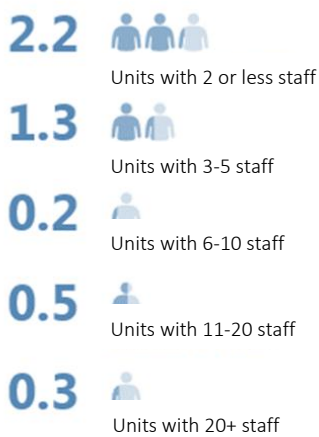 2.2
Units with 2 or less staff
1.3
Units with 3-5 staff
0.2
Units with 6-10 staff
0.5
Units with 11-20 staff
0.3
Units with 20+ staff